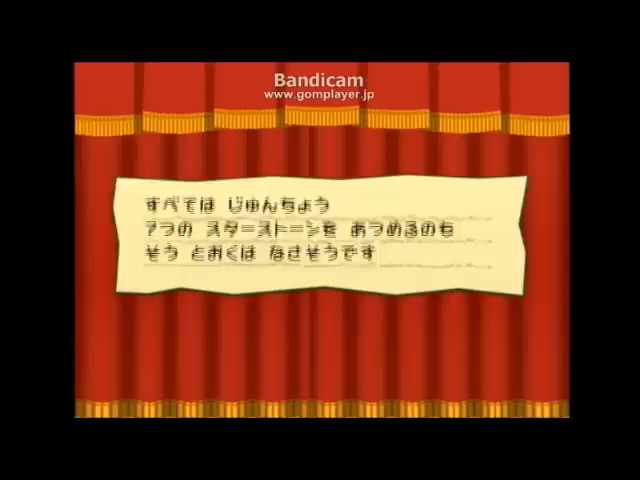 Bandicam
www.gomplayer.jp
すべては じゅんちょう
7つの スターストーンを あつめるのも
そう とおくは なさそうです